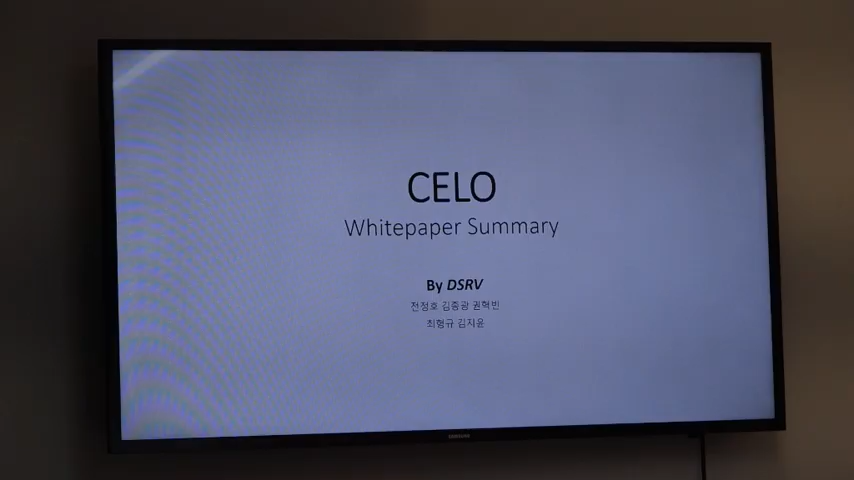 CELO
Whitepaper Summary
By DSRV
전정호 김종광 권혁빈
최형규 김지윤
SAMSUNG